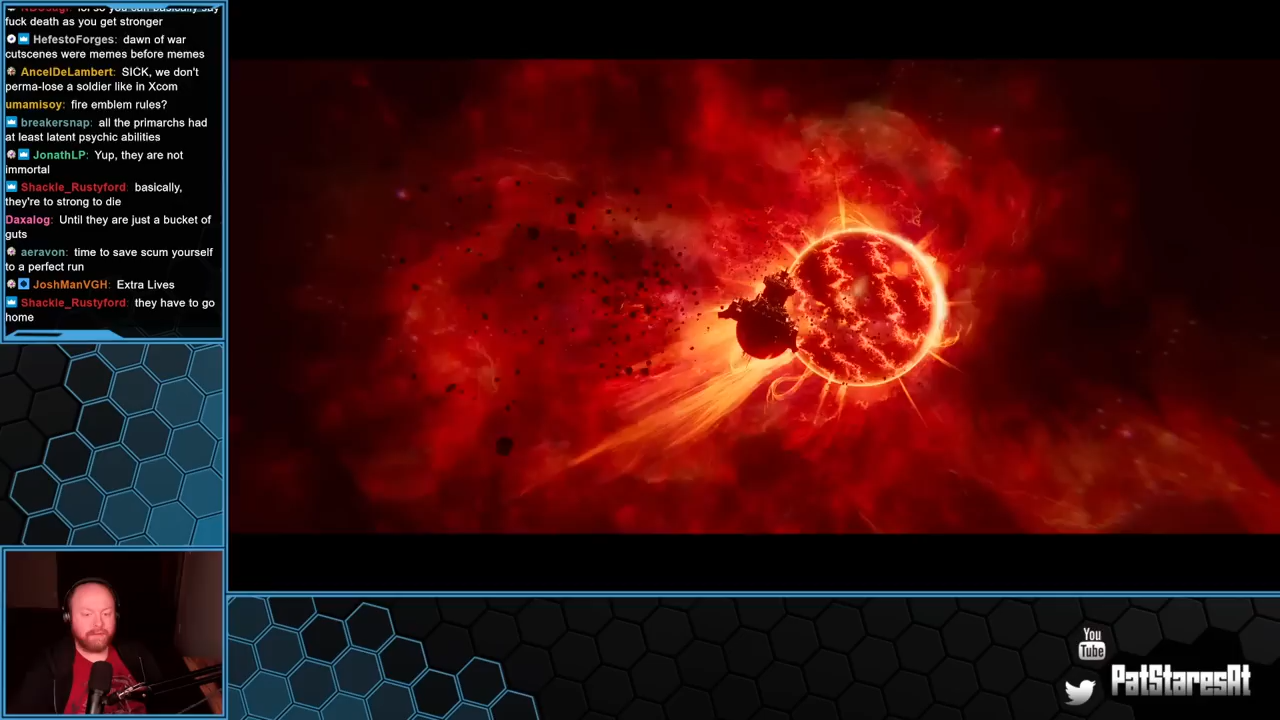 fuck death as you get stronger
HefestoForges: dawn of war
cutscenes were memes before memes
AncelDeLambert: SICK, we don't
perma-lose a soldier like in Xcom
umamisoy: fire emblem rules?
breakersnap: all the primarchs had
at least latent psychic abilities
JonathLP: Yup, they are not
immortal
Shackle_Rustyford: basically,
they're to strong to die
Daxalog: Until they are just a bucket of
guts
aeravon: time to save scum yourself
to a perfect run
JoshManVGH: Extra Lives
Shackle_Rustyford: they have to go
home
You
Tube
PatStaresAt